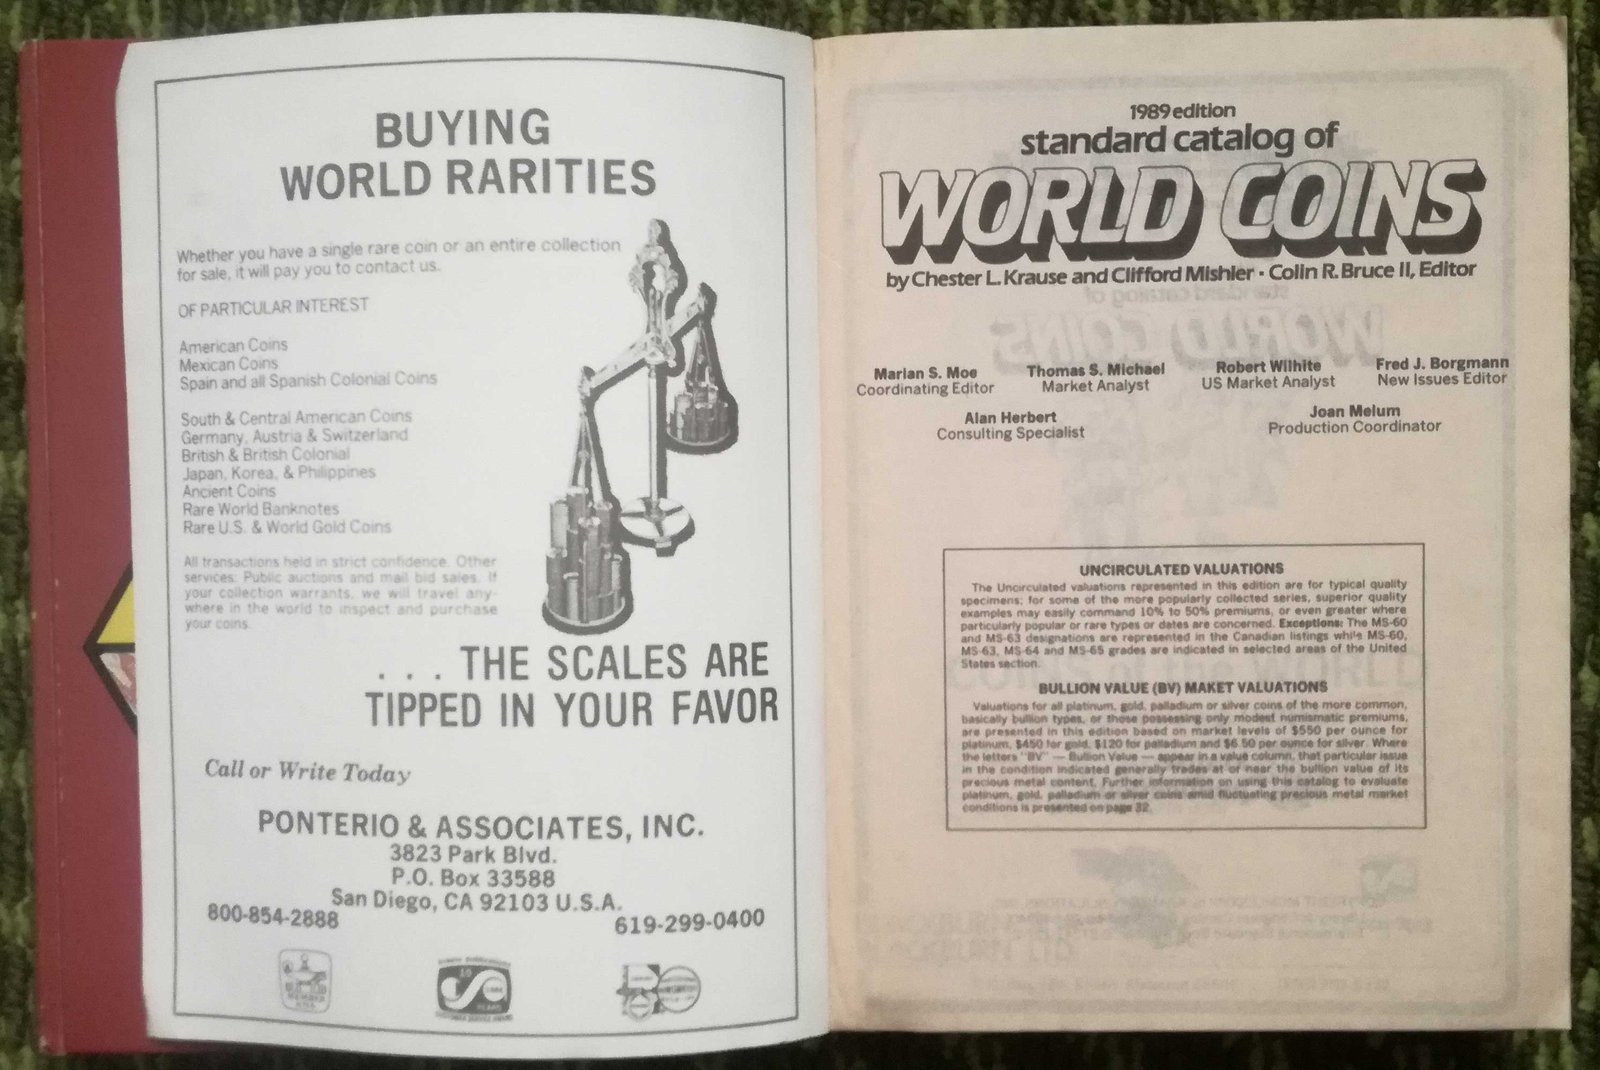 BUYING
WORLD RARITIES
Whether you have a single rare coin or an entire collection
for sale, it will pay you to contact us.
OF PARTICULAR INTEREST
American Coins
Mexican Coins
Spain and all Spanish Colonial Coins
South & Central American Coins
Germany, Austria & Switzerland
British & British Colonial
Japan, Korea, & Philippines
Ancient Coins
Rare World Banknotes
Rare U.S. & World Gold Coins
All transactions held in strict confidence. Other
services: Public auctions and mail bid sales. If
your collection warrants, we will travel any-
where in the world to inspect and purchase
your coins.
. . . THE SCALES ARE
TIPPED IN YOUR FAVOR
Call or Write Today
PONTERIO & ASSOCIATES, INC.
3823 Park Blvd.
P.O. Box 33588
San Diego, CA 92103 U.S.A.
800-854-2888
619-299-0400
1989 edition
standard catalog of
WORLD COINS
by Chester L. Krause and Clifford Mishler • Colin R. Bruce II, Editor
Marian S. Moe
Coordinating Editor
Thomas S. Michael
Market Analyst
Robert Wilhite
US Market Analyst
Fred J. Borgmann
New Issues Editor
Alan Herbert
Consulting Specialist
Joan Melum
Production Coordinator
UNCIRCULATED VALUATIONS
The Uncirculated valuations represented in this edition are for typical quality
specimens; for some of the more popularly collected series, superior quality
examples may easily command 10% to 50% premiums, or even greater where
particularly popular or rare types or dates are concerned. Exceptions: The MS-60
and MS-63 designations are represented in the Canadian listings while MS-60,
MS-63, MS-64 and MS-65 grades are indicated in selected areas of the United
States section.
BULLION VALUE (BV) MAKET VALUATIONS
Valuations for all platinum, gold, palladium or silver coins of the more common,
basically bullion types, or those possessing only modest numismatic premiums,
are presented in this edition based on market levels of $550 per ounce for
platinum, $450 for gold, $120 for palladium and $6.50 per ounce for silver. Where
the letters "BV" — Bullion Value — appear in a value column, that particular issue
in the condition indicated generally trades at or near the bullion value of its
precious metal content. Further information on using this catalog to evaluate
platinum, gold, palladium or silver coins amid fluctuating precious metal market
conditions is presented on page 32.